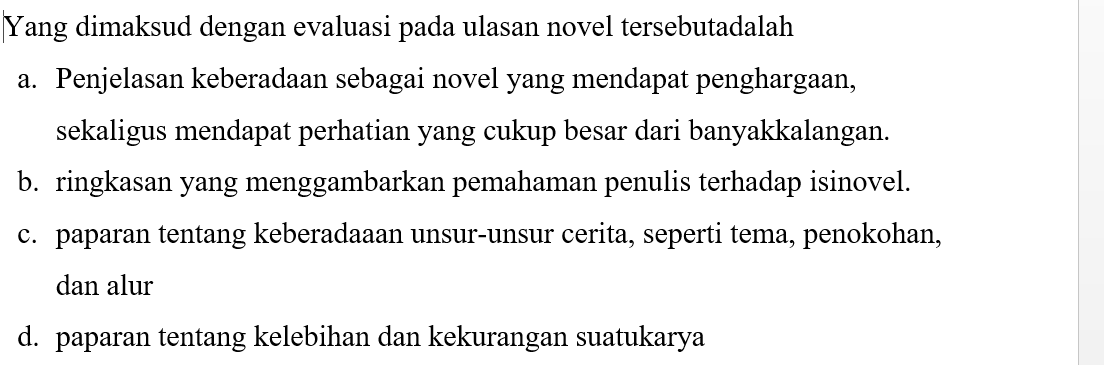 Yang dimaksud dengan evaluasi pada ulasan novel tersebutadalah
a. Penjelasan keberadaan sebagai novel yang mendapat penghargaan,
sekaligus mendapat perhatian yang cukup besar dari banyakkalangan.
b. ringkasan yang menggambarkan pemahaman penulis terhadap isinovel.
c. paparan tentang keberadaaan unsur-unsur cerita, seperti tema, penokohan,
dan alur
d. paparan tentang kelebihan dan kekurangan suatukarya